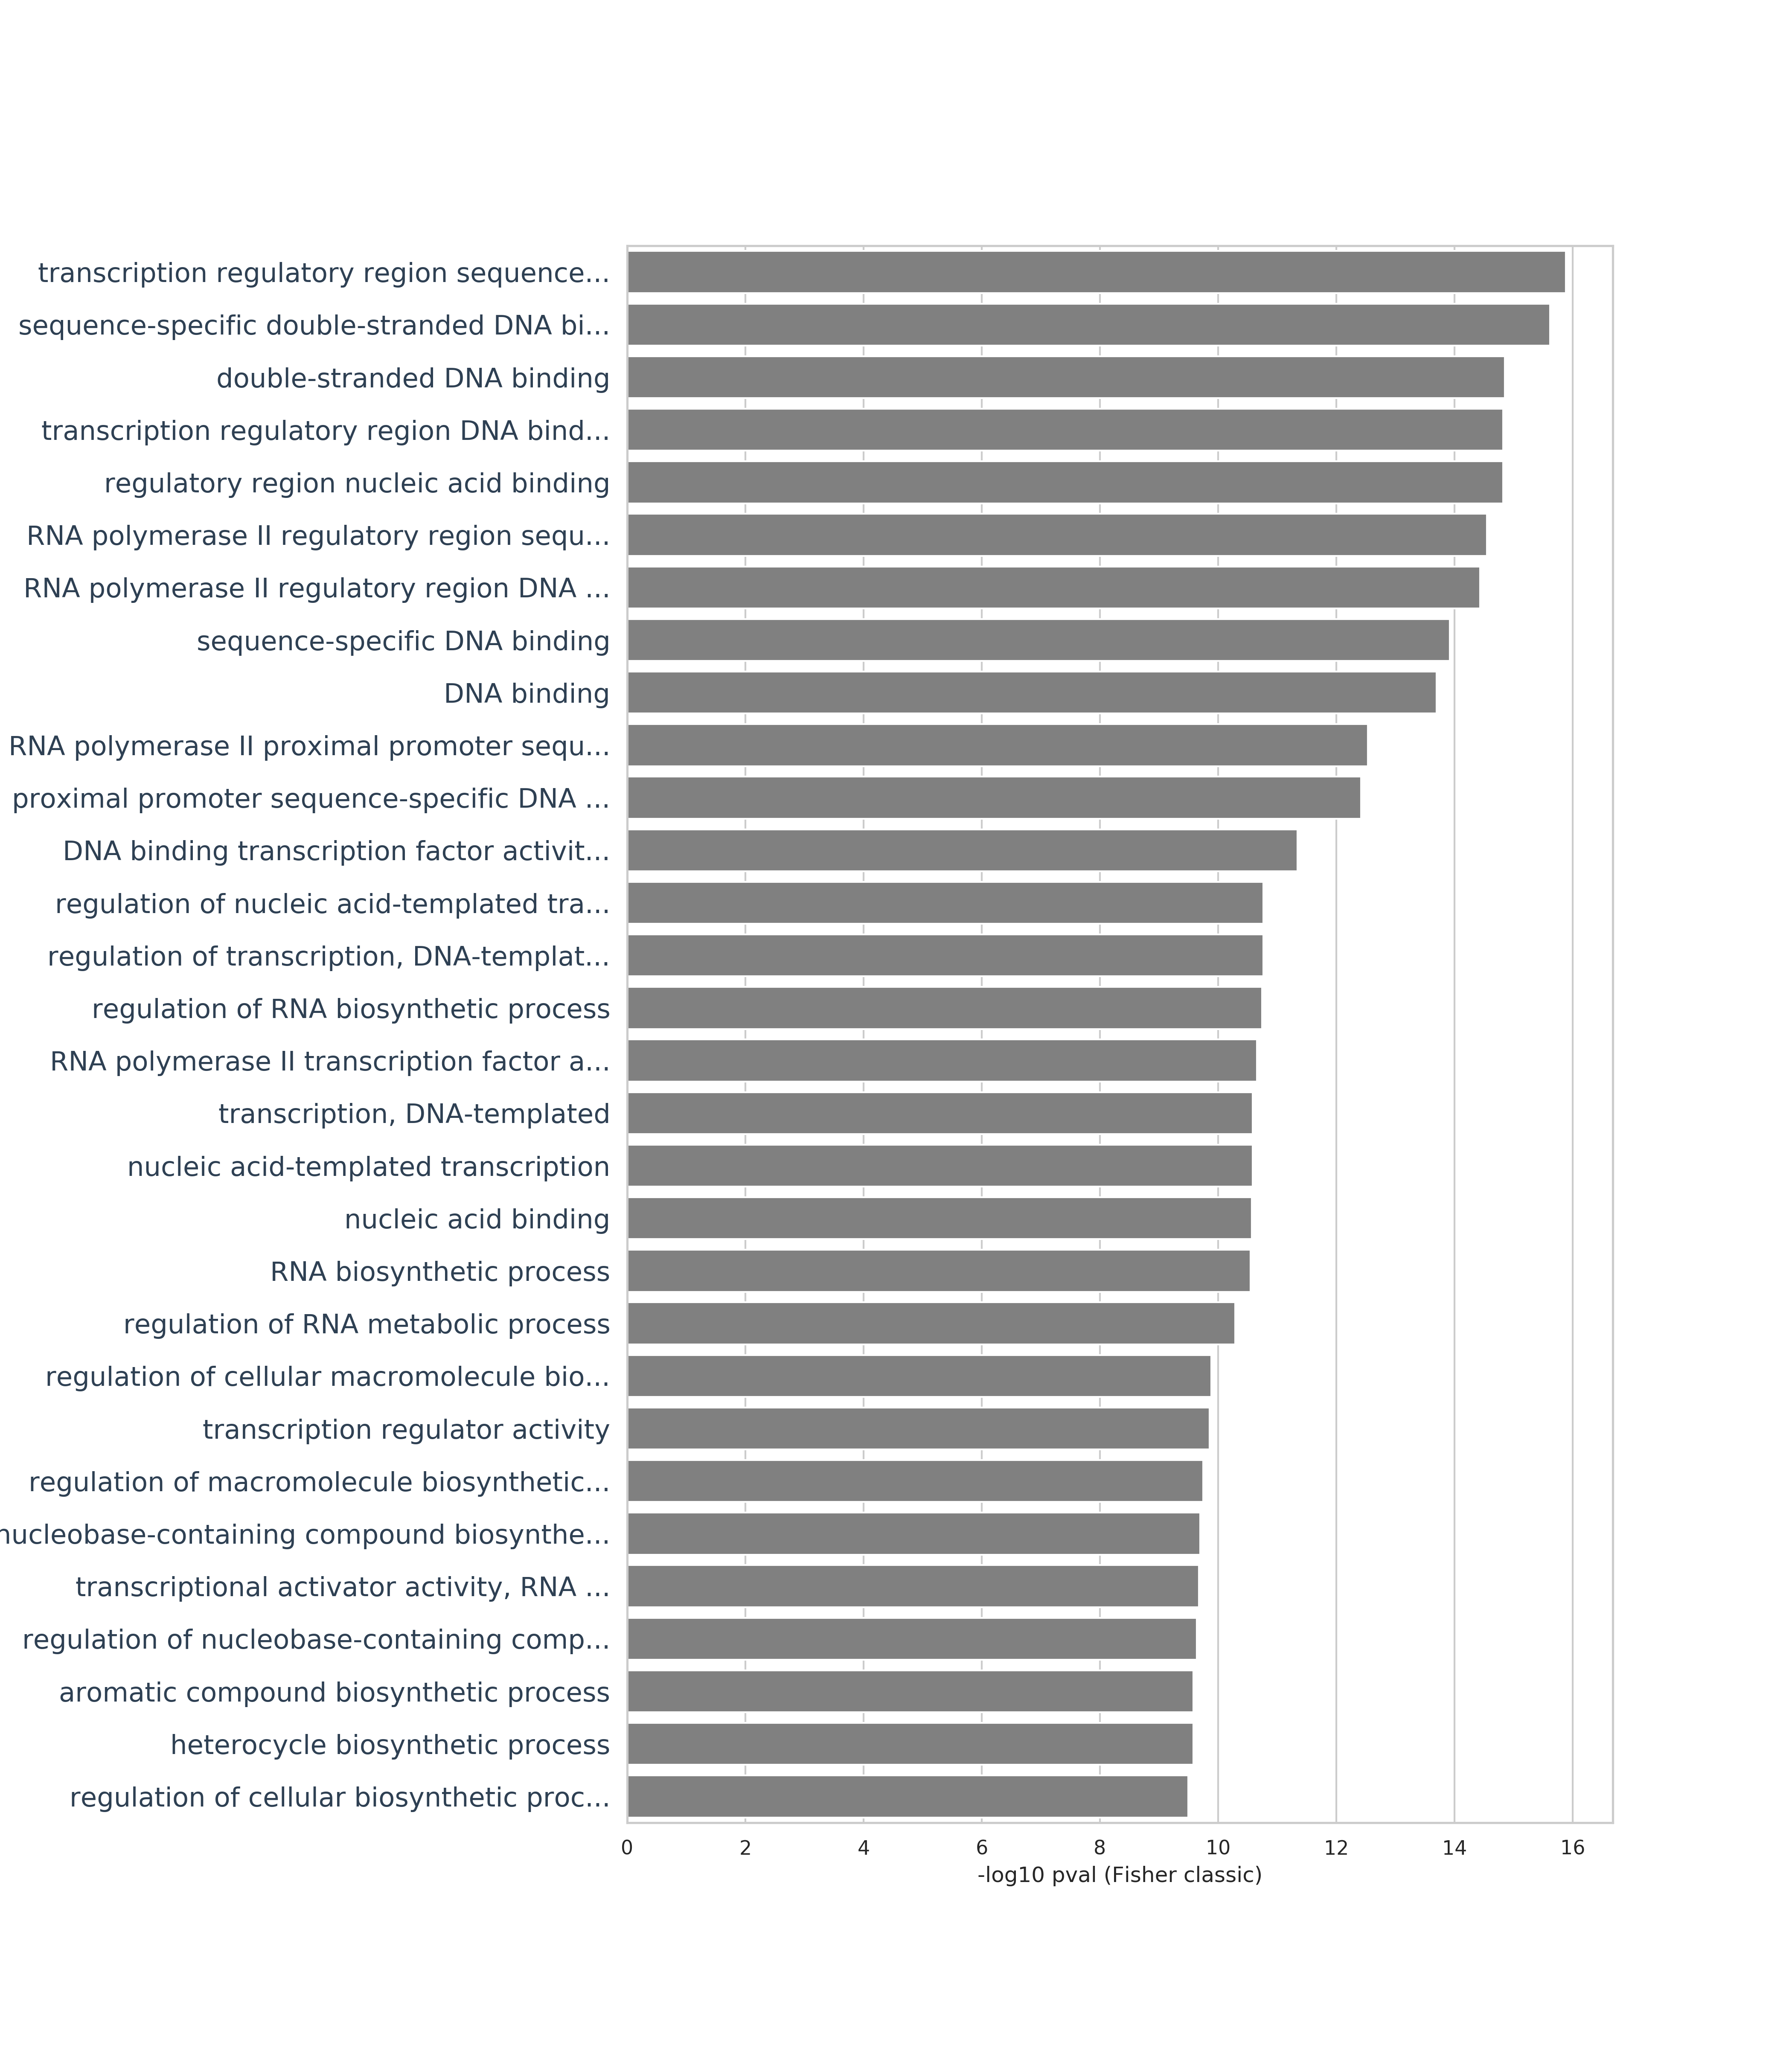 transcription regulatory region sequence...
sequence-specific double-stranded DNA bi...
double-stranded DNA binding
transcription regulatory region DNA bind...
regulatory region nucleic acid binding
RNA polymerase II regulatory region sequ...
RNA polymerase II regulatory region DNA ...
sequence-specific DNA binding
DNA binding
RNA polymerase II proximal promoter sequ...
proximal promoter sequence-specific DNA ...
DNA binding transcription factor activit...
regulation of nucleic acid-templated tra...
regulation of transcription, DNA-templat...
regulation of RNA biosynthetic process
RNA polymerase II transcription factor a...
transcription, DNA-templated
nucleic acid-templated transcription
nucleic acid binding
RNA biosynthetic process
regulation of RNA metabolic process
regulation of cellular macromolecule bio...
transcription regulator activity
regulation of macromolecule biosynthetic...
nucleobase-containing compound biosynthe...
transcriptional activator activity, RNA ...
regulation of nucleobase-containing comp...
aromatic compound biosynthetic process
heterocycle biosynthetic process
regulation of cellular biosynthetic proc...
0 2 4 6 8 10 12 14 16
-log10 pval (Fisher classic)